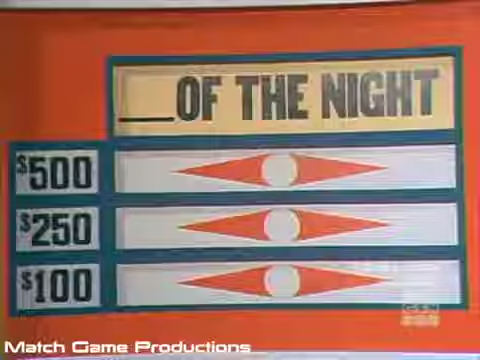 ___OF THE NIGHT
$500
$250
$100
Match Game Productions